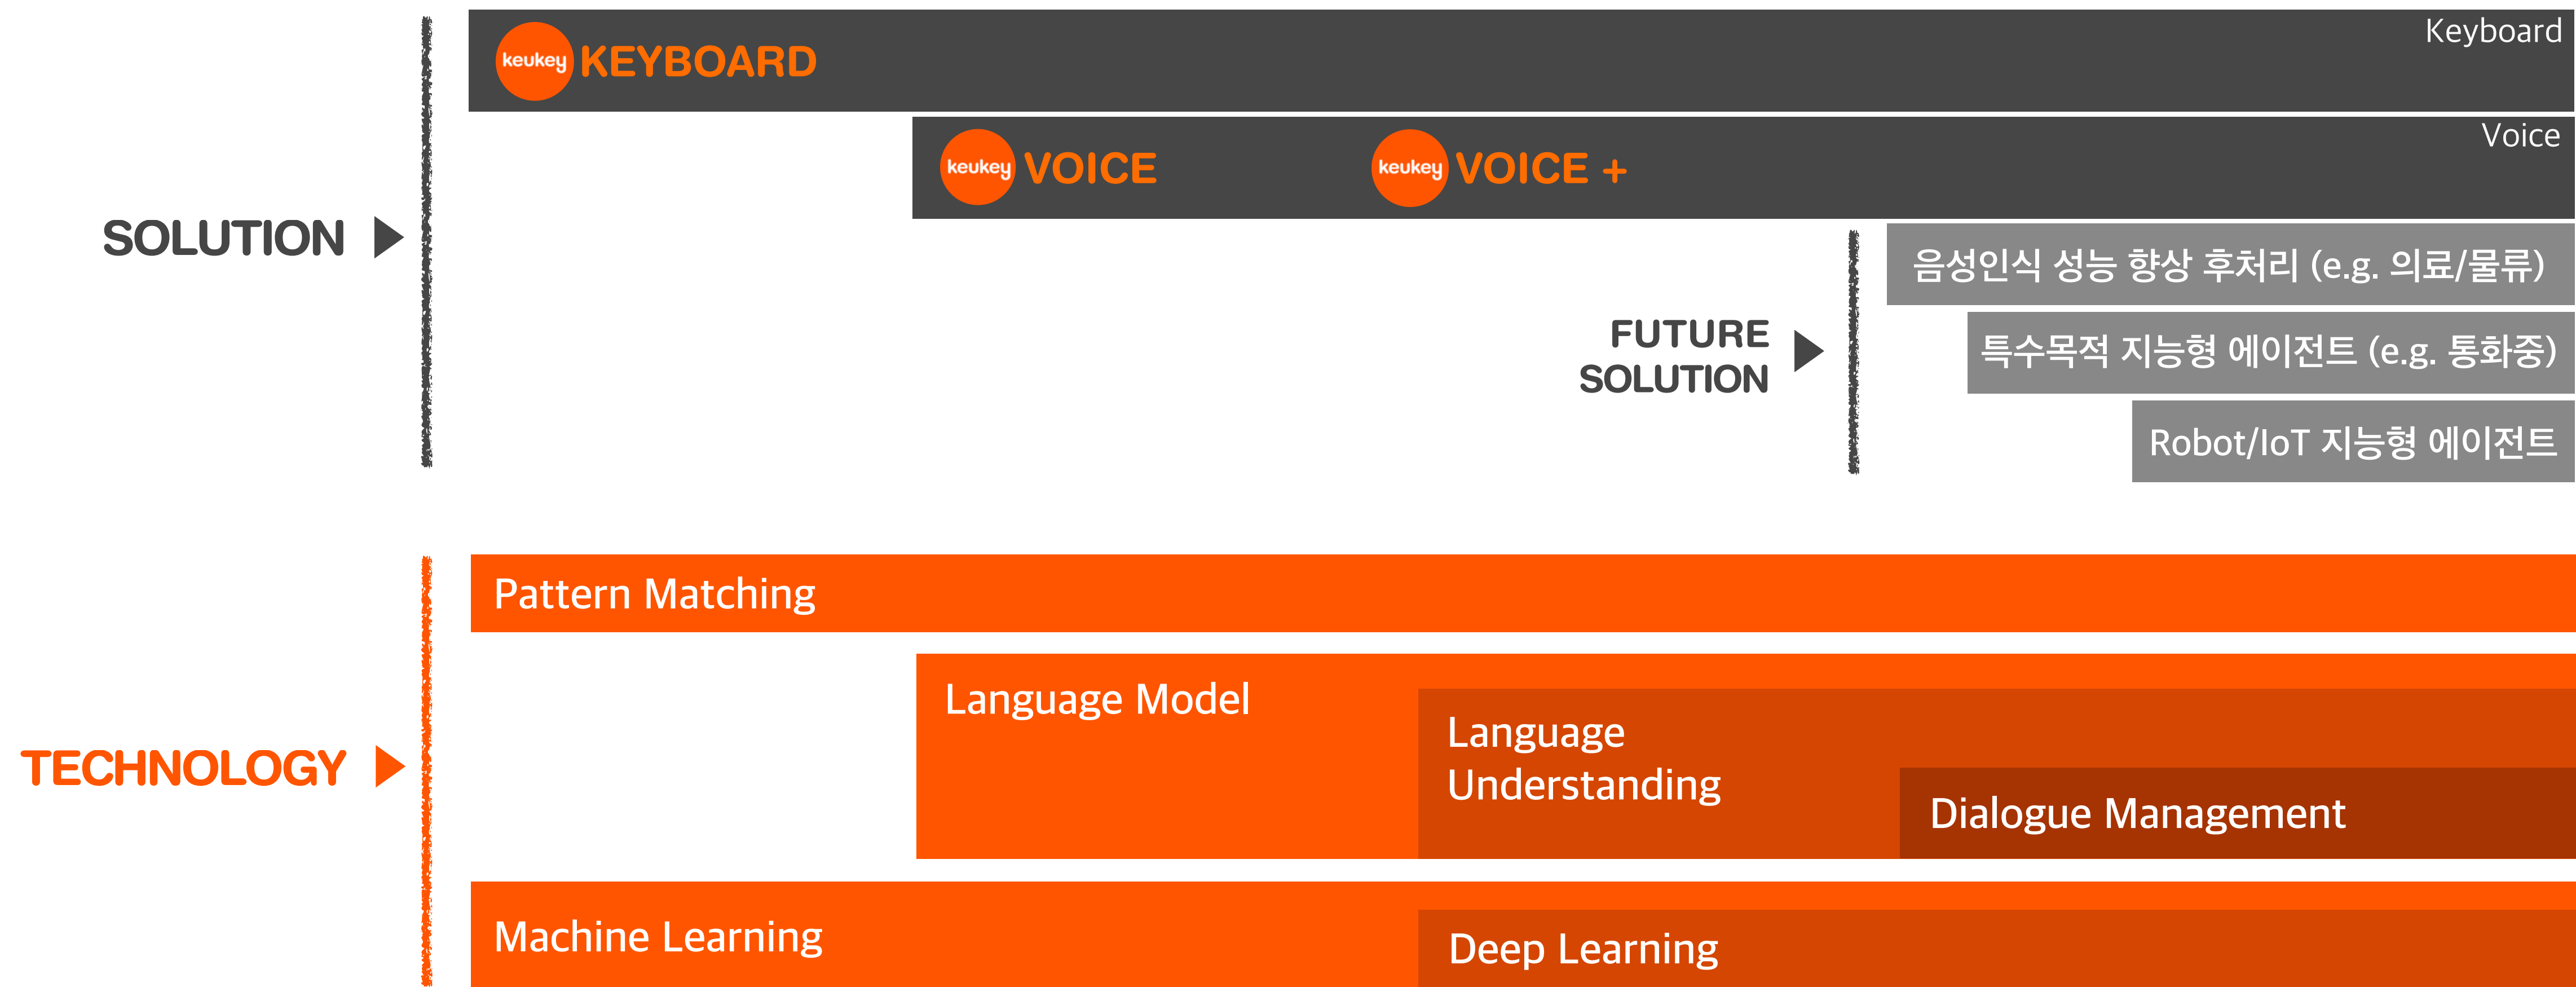 keukey KEYBOARD
Keyboard
keukey VOICE
keukey VOICE +
Voice
SOLUTION
음성인식 성능 향상 후처리 (e.g. 의료/물류)
FUTURE
SOLUTION
특수목적 지능형 에이전트 (e.g. 통화중)
Robot/IoT 지능형 에이전트
TECHNOLOGY
Pattern Matching
Language Model
Language
Understanding
Dialogue Management
Machine Learning
Deep Learning